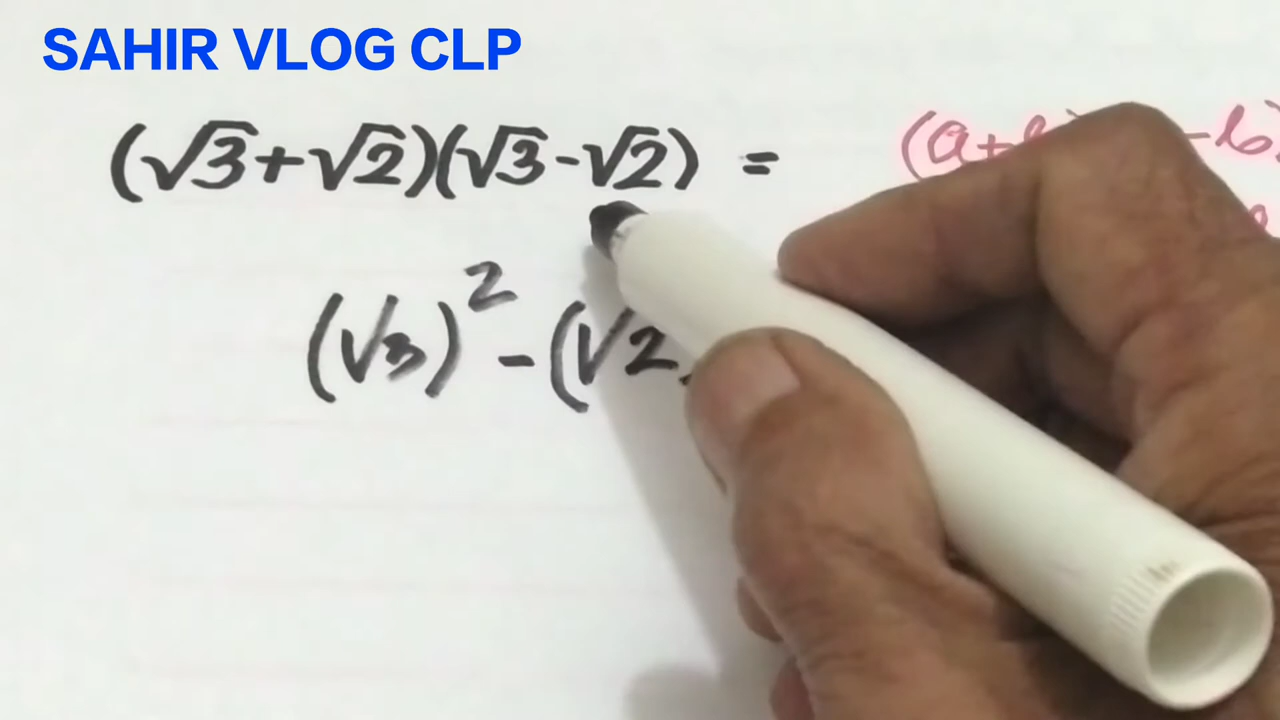 SAHIR VLOG CLP
(√3+√2)(√3-√2) =
(√3)² - (√2